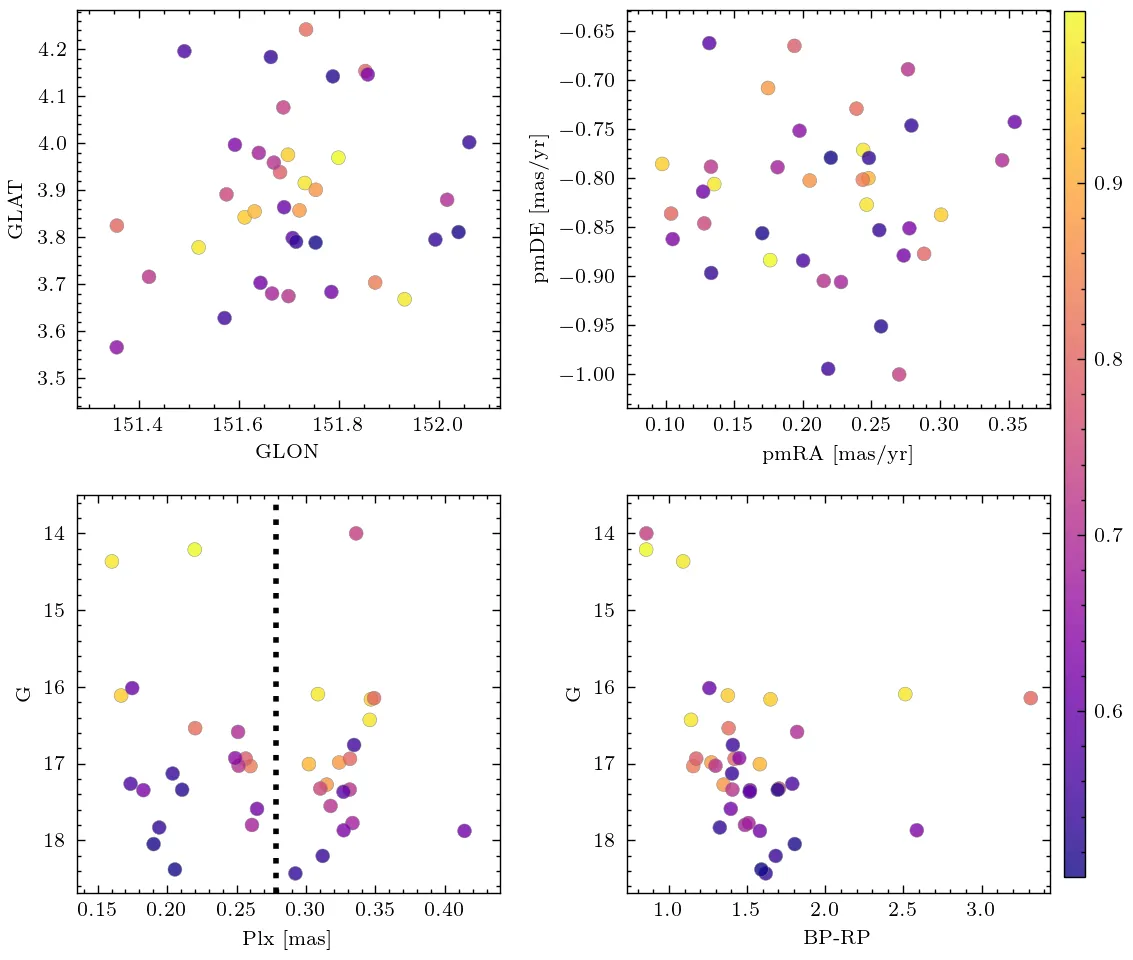 4.2
4.1
4.0
3.9
3.8
3.7
3.6
3.5
GLAT
151.4 151.6 151.8 152.0
GLON
−0.65
−0.70
−0.75
−0.80
−0.85
−0.90
−0.95
−1.00
pmDE [mas/yr]
0.10 0.15 0.20 0.25 0.30 0.35
pmRA [mas/yr]
14
15
16
17
18
G
0.15 0.20 0.25 0.30 0.35 0.40
Plx [mas]
14
15
16
17
18
G
1.0 1.5 2.0 2.5 3.0
BP-RP
0.9
0.8
0.7
0.6